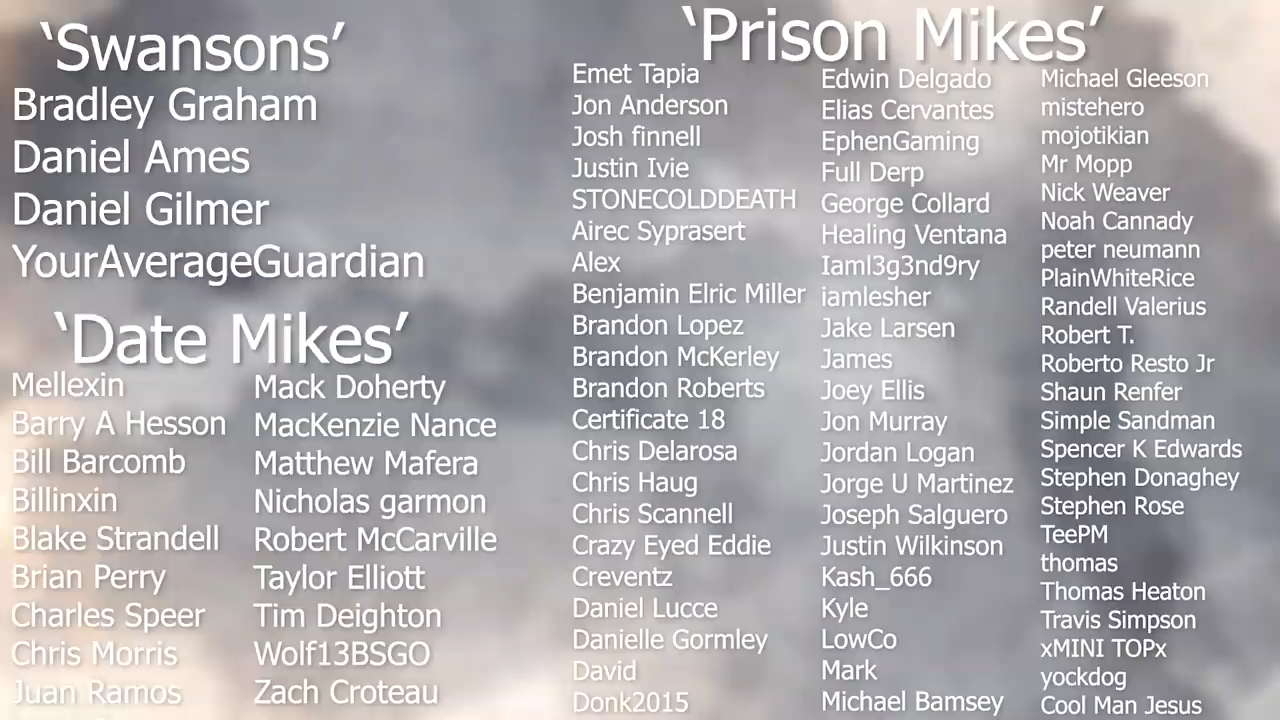 ‘Swansons’
Bradley Graham
Daniel Ames
Daniel Gilmer
YourAverageGuardian
‘Date Mikes’
Mellexin
Barry A Hesson
Bill Barcomb
Billinxin
Blake Strandell
Brian Perry
Charles Speer
Chris Morris
Juan Ramos
Mack Doherty
MacKenzie Nance
Matthew Mafera
Nicholas garmon
Robert McCarville
Taylor Elliott
Tim Deighton
Wolf13BSGO
Zach Croteau
‘Prison Mikes’
Emet Tapia
Jon Anderson
Josh finnell
Justin Ivie
STONECOLDDEATH
Airec Syprasert
Alex
Benjamin Elric Miller
Brandon Lopez
Brandon McKerley
Brandon Roberts
Certificate 18
Chris Delarosa
Chris Haug
Chris Scannell
Crazy Eyed Eddie
Creventz
Daniel Lucce
Danielle Gormley
David
Donk2015
Edwin Delgado
Elias Cervantes
EphenGaming
Full Derp
George Collard
Healing Ventana
Iaml3g3nd9ry
iamlesher
Jake Larsen
James
Joey Ellis
Jon Murray
Jordan Logan
Jorge U Martinez
Joseph Salguero
Justin Wilkinson
Kash_666
Kyle
LowCo
Mark
Michael Bamsey
Michael Gleeson
mistehero
mojotikian
Mr Mopp
Nick Weaver
Noah Cannady
peter neumann
PlainWhiteRice
Randell Valerius
Robert T.
Roberto Resto Jr
Shaun Renfer
Simple Sandman
Spencer K Edwards
Stephen Donaghey
Stephen Rose
TeePM
thomas
Thomas Heaton
Travis Simpson
xMINI TOPx
yockdog
Cool Man Jesus